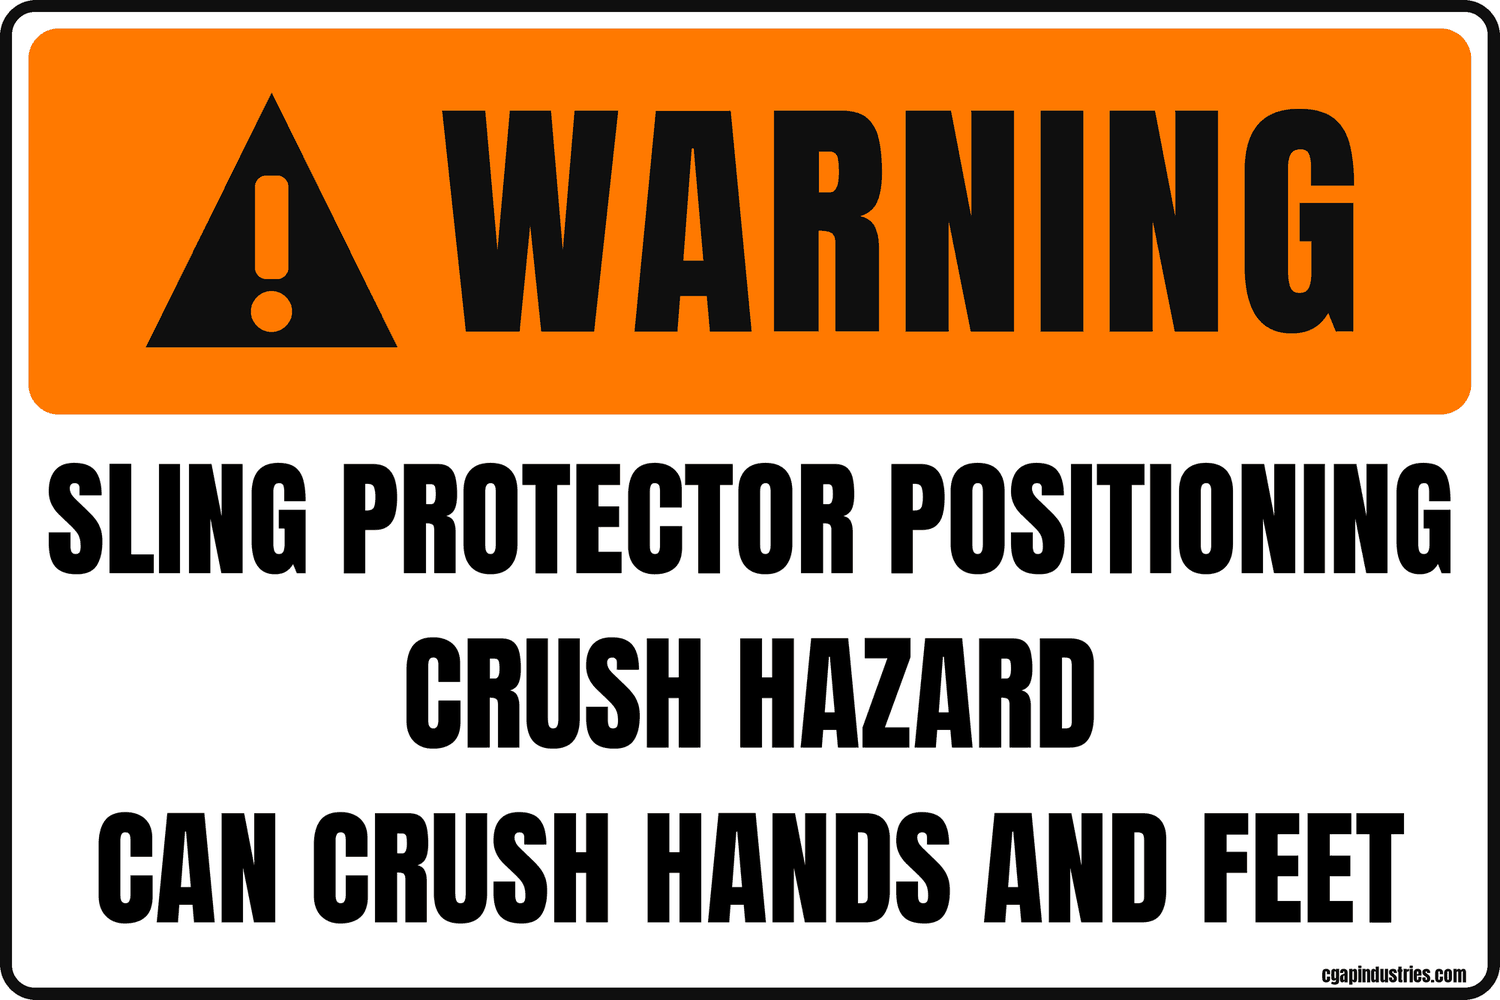 WARNING
SLING PROTECTOR POSITIONING
CRUSH HAZARD
CAN CRUSH HANDS AND FEET
cgapindustries.com